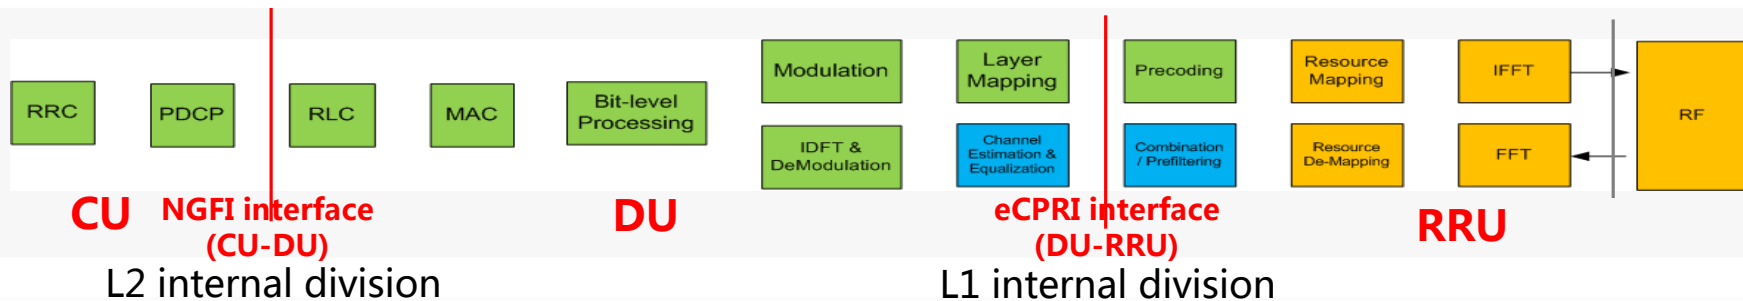 RRC
PDCP
RLC
MAC
Bit-level
Processing
Modulation
Layer
Mapping
Precoding
Resource
Mapping
IFFT
RF
IDFT &
DeModulation
Channel
Estimation &
Equalization
Combination
/ Prefiltering
Resource
De-Mapping
FFT
CU
NGFI interface
(CU-DU)
DU
eCPRI interface
(DU-RRU)
RRU
L2 internal division
L1 internal division